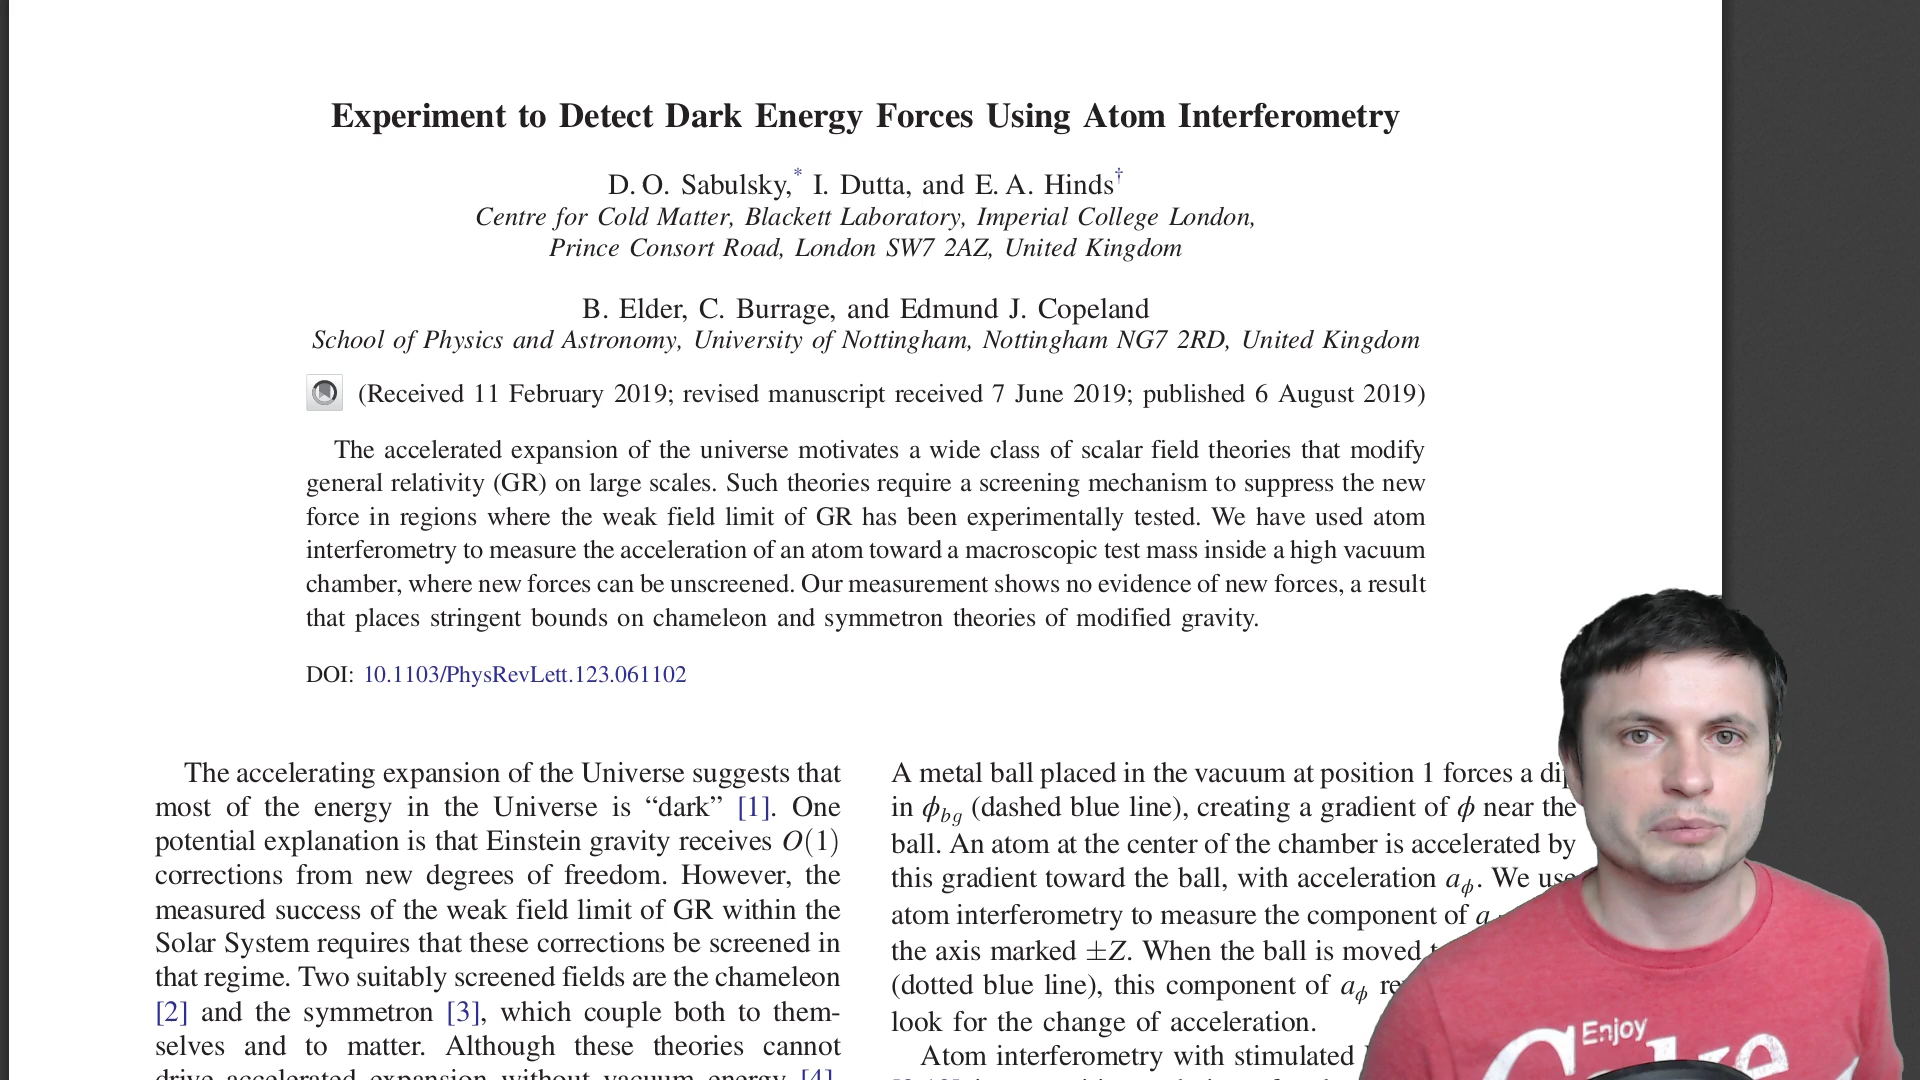 Experiment to Detect Dark Energy Forces Using Atom Interferometry
D. O. Sabulsky,* I. Dutta, and E. A. Hinds†
Centre for Cold Matter, Blackett Laboratory, Imperial College London,
Prince Consort Road, London SW7 2AZ, United Kingdom
B. Elder, C. Burrage, and Edmund J. Copeland
School of Physics and Astronomy, University of Nottingham, Nottingham NG7 2RD, United Kingdom
(Received 11 February 2019; revised manuscript received 7 June 2019; published 6 August 2019)
The accelerated expansion of the universe motivates a wide class of scalar field theories that modify
general relativity (GR) on large scales. Such theories require a screening mechanism to suppress the new
force in regions where the weak field limit of GR has been experimentally tested. We have used atom
interferometry to measure the acceleration of an atom toward a macroscopic test mass inside a high vacuum
chamber, where new forces can be unscreened. Our measurement shows no evidence of new forces, a result
that places stringent bounds on chameleon and symmetron theories of modified gravity.
DOI: 10.1103/PhysRevLett.123.061102
The accelerating expansion of the Universe suggests that
most of the energy in the Universe is “dark” [1]. One
potential explanation is that Einstein gravity receives O(1)
corrections from new degrees of freedom. However, the
measured success of the weak field limit of GR within the
Solar System requires that these corrections be screened in
that regime. Two suitably screened fields are the chameleon
[2] and the symmetron [3], which couple both to them-
selves and to matter. Although these theories cannot
drive accelerated expansion without vacuum energy [4],
A metal ball placed in the vacuum at position 1 forces a dip
in ϕbg (dashed blue line), creating a gradient of ϕ near the
ball. An atom at the center of the chamber is accelerated by
this gradient toward the ball, with acceleration aϕ. We use
atom interferometry to measure the component of
the axis marked ±Z. When the ball is moved
(dotted blue line), this component of aϕ
look for the change of acceleration.
Atom interferometry with stimulated
Enjoy
Coke